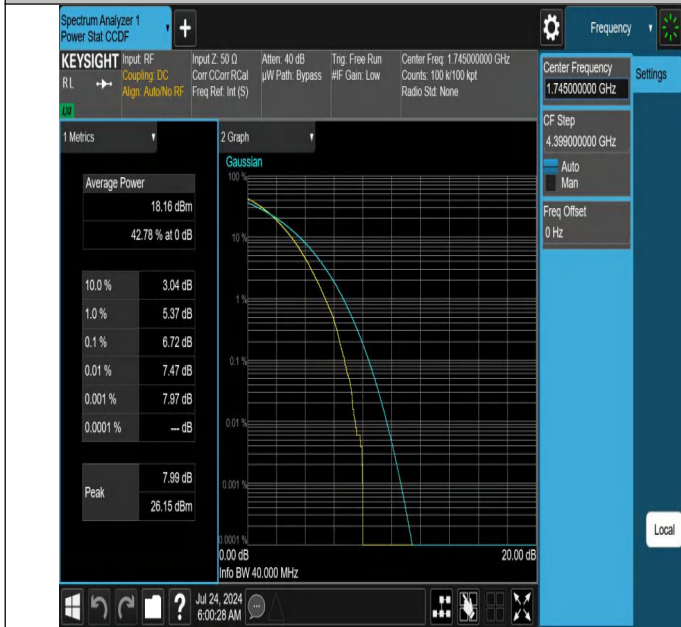 Spectrum Analyzer 1
Power Stat CCDF
Frequency
KEYSIGHT
RL
Input: RF
Coupling: DC
Align: Auto/No RF
Input Z: 50 Ω
Corr CCorr RCal
Freq Ref: Int (S)
Atten: 40 dB
µW Path: Bypass
Trig: Free Run
#IF Gain: Low
Center Freq: 1.745000000 GHz
Counts: 100 k/100 kpt
Radio Std: None
Center Frequency
1.745000000 GHz
Settings
CF Step
4.399000000 GHz
Auto
Man
Freq Offset
0 Hz
1 Metrics
Average Power
18.16 dBm
42.78 % at 0 dB
10.0 % 3.04 dB
1.0 % 5.37 dB
0.1 % 6.72 dB
0.01 % 7.47 dB
0.001 % 7.97 dB
0.0001 % --- dB
Peak
7.99 dB
26.15 dBm
2 Graph
Gaussian
100 %
10 %
1 %
0.1 %
0.01 %
0.001 %
0.0001 %
0.00 dB
20.00 dB
Info BW 40.000 MHz
Local
?
Jul 24, 2024
6:00:28 AM